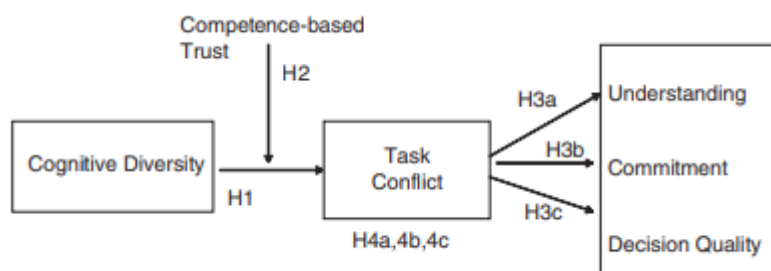 Competence-based
Trust
H2
H3a
Understanding
Cognitive Diversity
H1
Task
Conflict
H3b
Commitment
H3c
H4a,4b,4c
Decision Quality